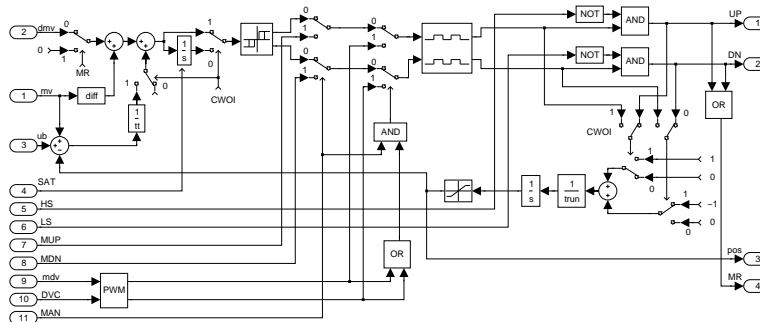 2 dmv 0 1 0 MR
1 mv diff
3 ub 1 tt
1 0
1 s
1 0
CWOI
4 SAT
5 HS
6 LS
7 MUP
8 MDN
9 mdv
10 DVC
11 MAN
PWM
0 1
0 1
0 1
0 1
AND
OR
NOT AND UP 1
NOT AND DN 2
OR
1 0
CWOI
1 0
1 s
1 trun
1 1
0 0
1 −1
0 0
pos 3
MR 4